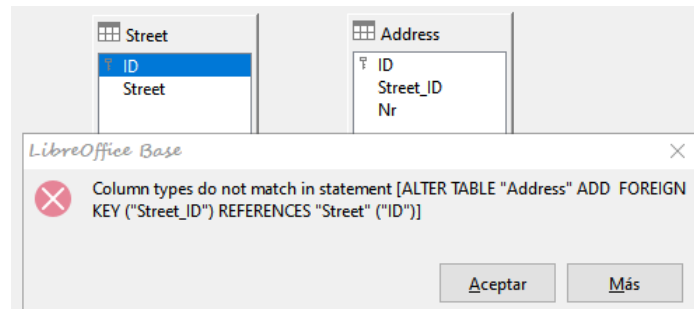 Street
Address
ID
Street
ID
Street_ID
Nr
LibreOffice Base
Column types do not match in statement [ALTER TABLE "Address" ADD  FOREIGN
KEY ("Street_ID") REFERENCES "Street" ("ID")]
Aceptar
Más